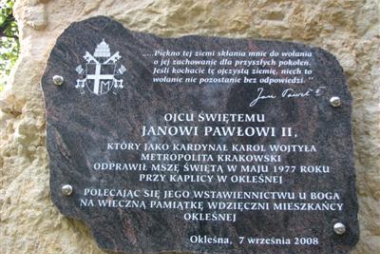 „....Piękno tej ziemi skłania mnie do wołania
o jej zachowanie dla przyszłych pokoleń.
Jeśli kochacie tę ojczystą ziemię, niech to
wołanie nie pozostanie bez odpowiedzi."
Jan Paweł II
M
OJCU ŚWIĘTEMU
JANOWI PAWŁOWI II.
KTÓRY JAKO KARDYNAŁ KAROL WOJTYŁA
METROPOLITA KRAKOWSKI
ODPRAWIŁ MSZĘ ŚWIĘTĄ W MAJU 1977 ROKU
PRZY KAPLICY W OKLEŚNEJ
POLECAJĄC SIĘ JEGO WSTAWIENNICTWU U BOGA
NA WIECZNĄ PAMIĄTKĘ WDZIĘCZNI MIESZKAŃCY
OKLEŚNEJ
Okleśna, 7 września 2008